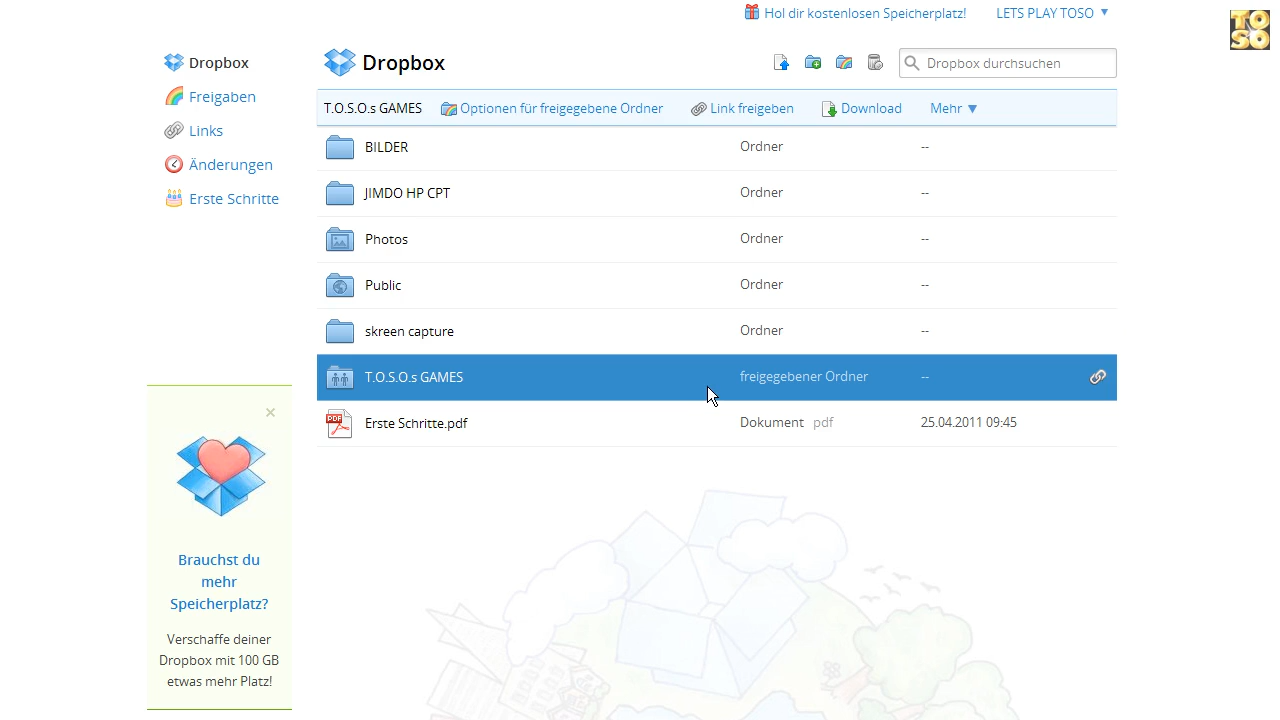 Hol dir kostenlosen Speicherplatz!
LETS PLAY TOSO
TO
SO
Dropbox
Freigaben
Links
Änderungen
Erste Schritte
Dropbox
Dropbox durchsuchen
T.O.S.O.s GAMES Optionen für freigegebene Ordner Link freigeben Download Mehr
BILDER Ordner --
JIMDO HP CPT Ordner --
Photos Ordner --
Public Ordner --
skreen capture Ordner --
T.O.S.O.s GAMES freigegebener Ordner --
PDF
Erste Schritte.pdf Dokument pdf 25.04.2011 09:45
Brauchst du
mehr
Speicherplatz?
Verschaffe deiner
Dropbox mit 100 GB
etwas mehr Platz!